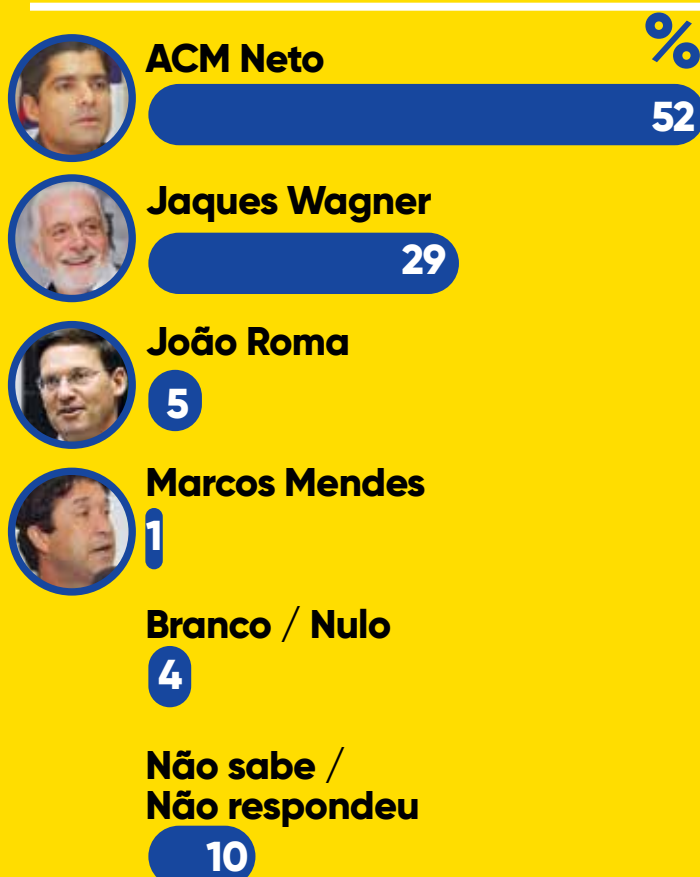 %
ACM Neto
52
Jaques Wagner
29
João Roma
5
Marcos Mendes
1
Branco / Nulo
4
Não sabe /
Não respondeu
10